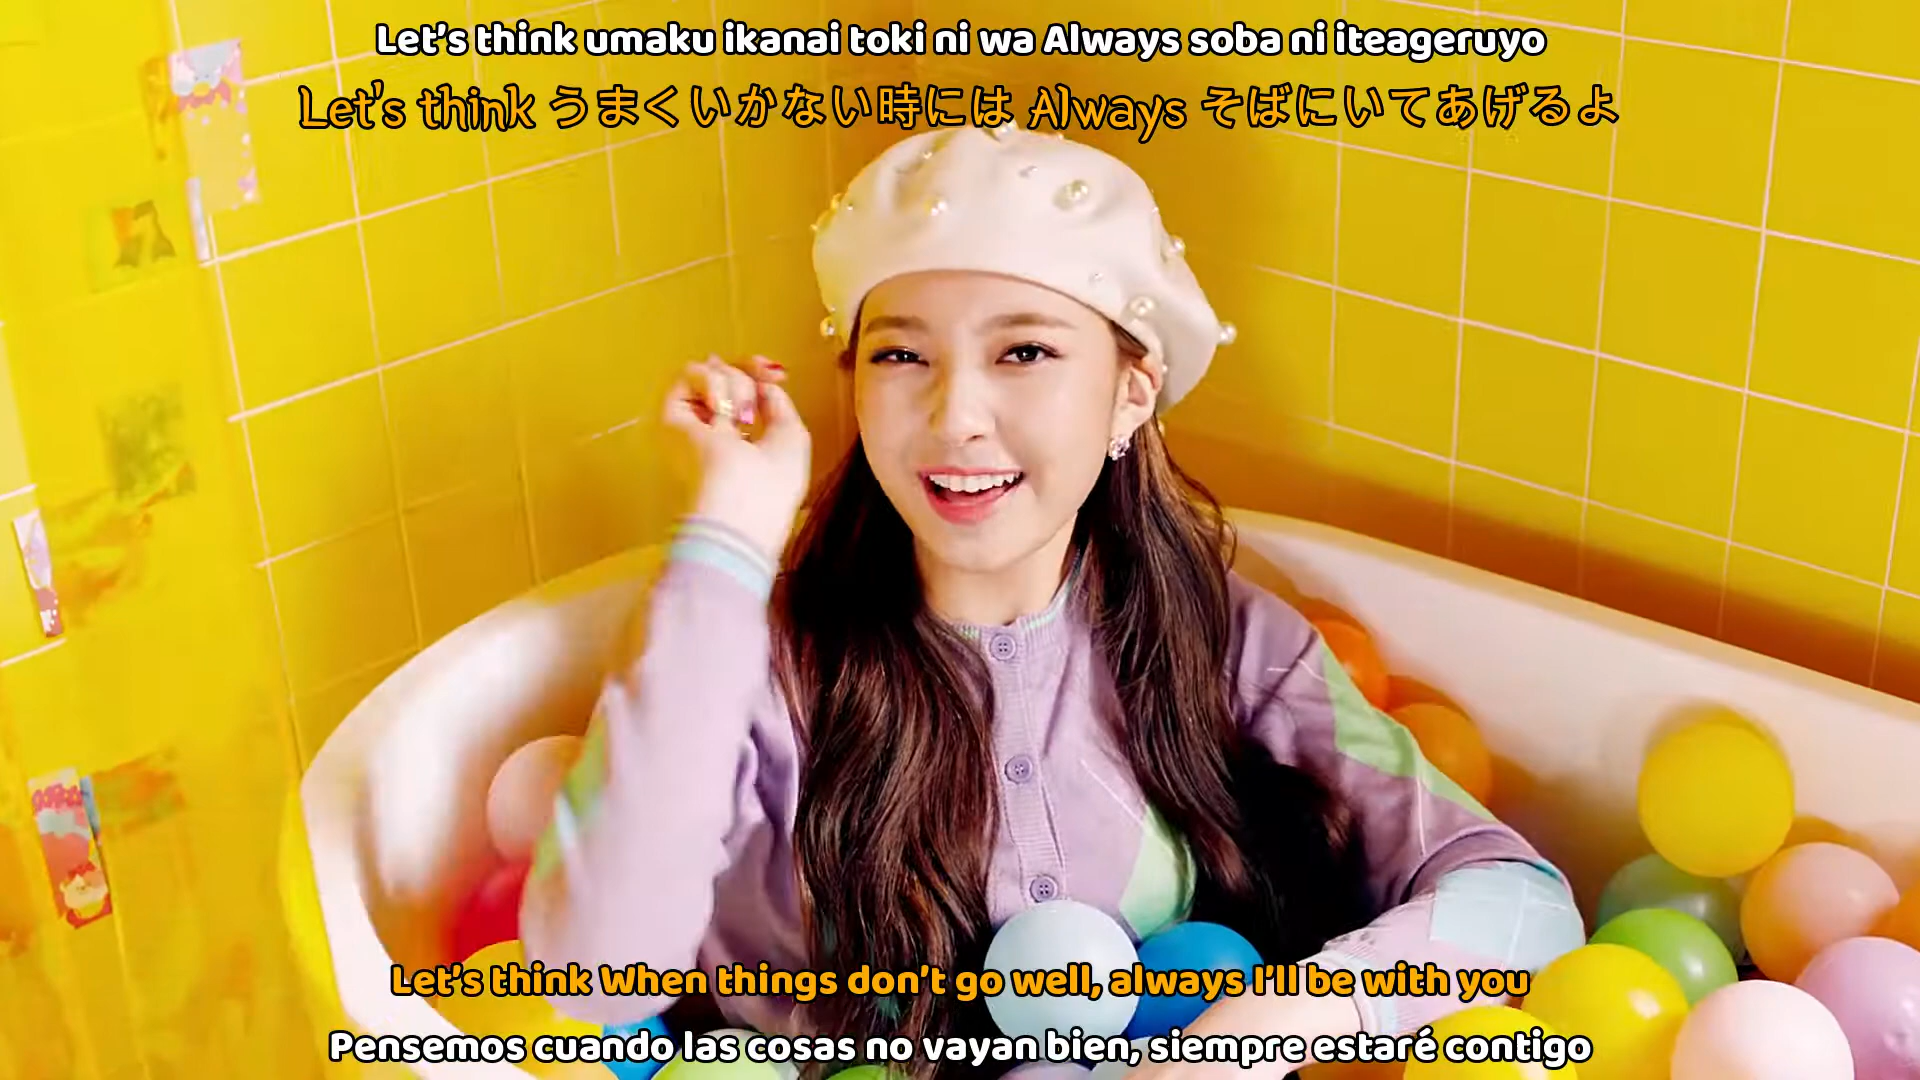 Let's think umaku ikanai toki ni wa Always soba ni iteageruyo
Let's think うまくいかない時には Always そばにいてあげるよ
Let's think When things don't go well, always I'll be with you
Pensemos cuando las cosas no vayan bien, siempre estaré contigo